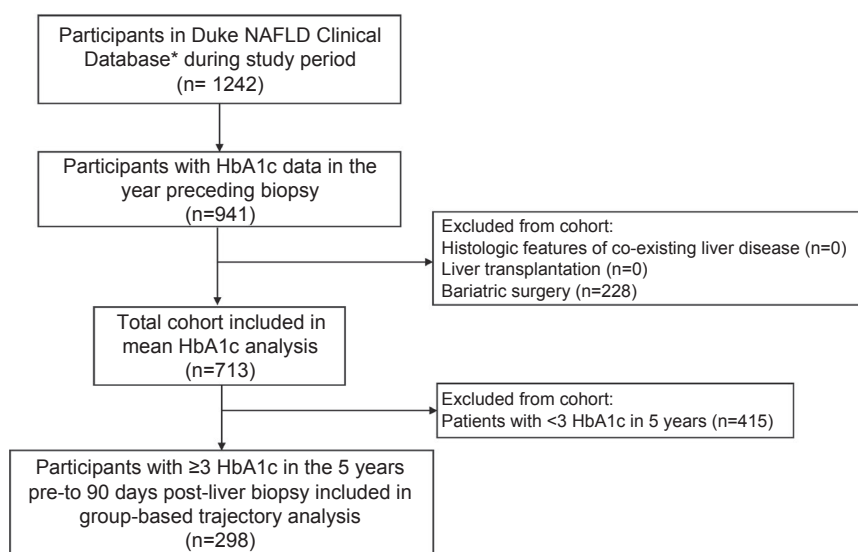 Participants in Duke NAFLD Clinical
Database* during study period
(n= 1242)
Participants with HbA1c data in the
year preceding biopsy
(n=941)
Excluded from cohort:
Histologic features of co-existing liver disease (n=0)
Liver transplantation (n=0)
Bariatric surgery (n=228)
Total cohort included in
mean HbA1c analysis
(n=713)
Excluded from cohort:
Patients with <3 HbA1c in 5 years (n=415)
Participants with ≥3 HbA1c in the 5 years
pre-to 90 days post-liver biopsy included in
group-based trajectory analysis
(n=298)